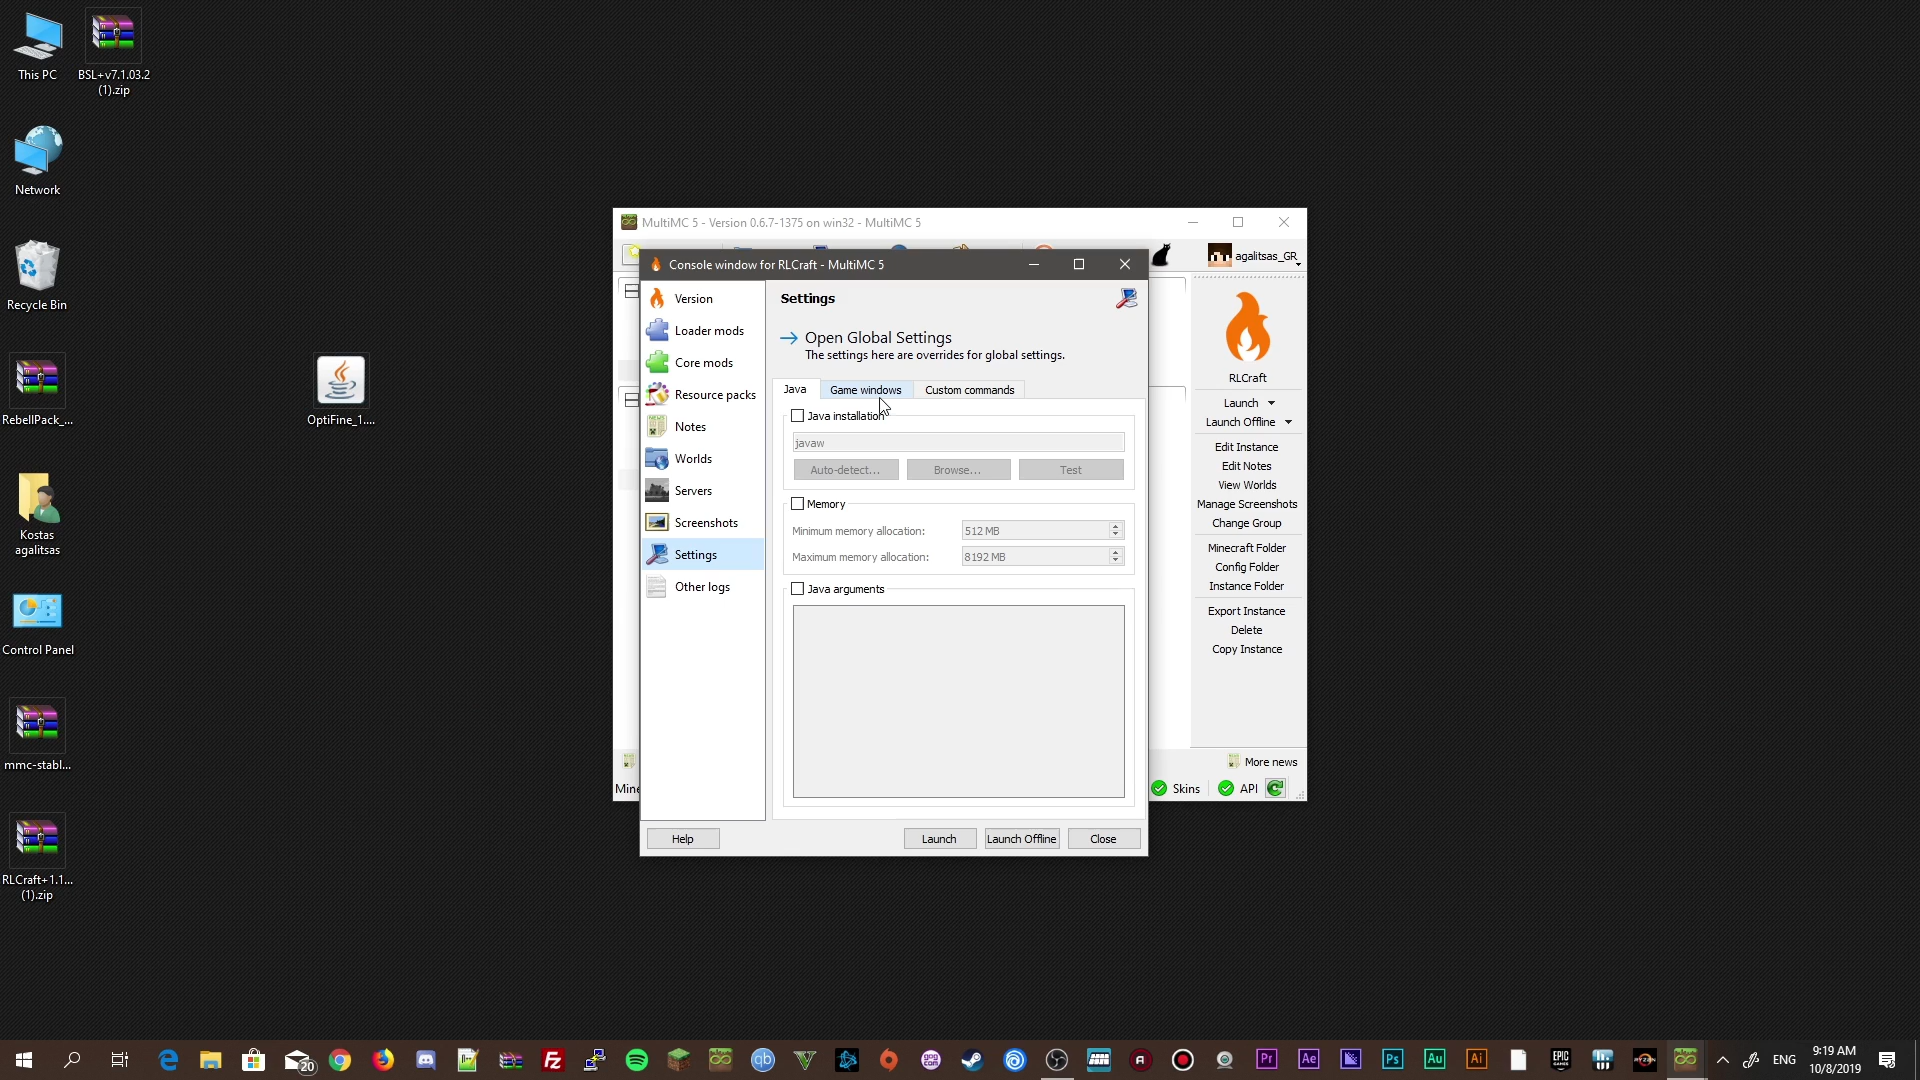 This PC
BSL+v7.1.03.2
(1).zip
Network
Recycle Bin
RebellPack_...
OptiFine_1....
Kostas
agalitsas
Control Panel
mmc-stabl...
RLCraft+1.1...
(1).zip
MultiMC 5 - Version 0.6.7-1375 on win32 - MultiMC 5
agalitsas_GR
Console window for RLCraft - MultiMC 5
Version
Loader mods
Core mods
Resource packs
Notes
Worlds
Servers
Screenshots
Settings
Other logs
Settings
Open Global Settings
The settings here are overrides for global settings.
Java
Game windows
Custom commands
Java installation
javaw
Auto-detect...
Browse...
Test
Memory
Minimum memory allocation:
512 MB
Maximum memory allocation:
8192 MB
Java arguments
Help
Launch
Launch Offline
Close
RLCraft
Launch
Launch Offline
Edit Instance
Edit Notes
View Worlds
Manage Screenshots
Change Group
Minecraft Folder
Config Folder
Instance Folder
Export Instance
Delete
Copy Instance
More news
Mine
Skins
API
20
Pr
Ae
Ps
Au
Ai
ENG
9:19 AM
10/8/2019